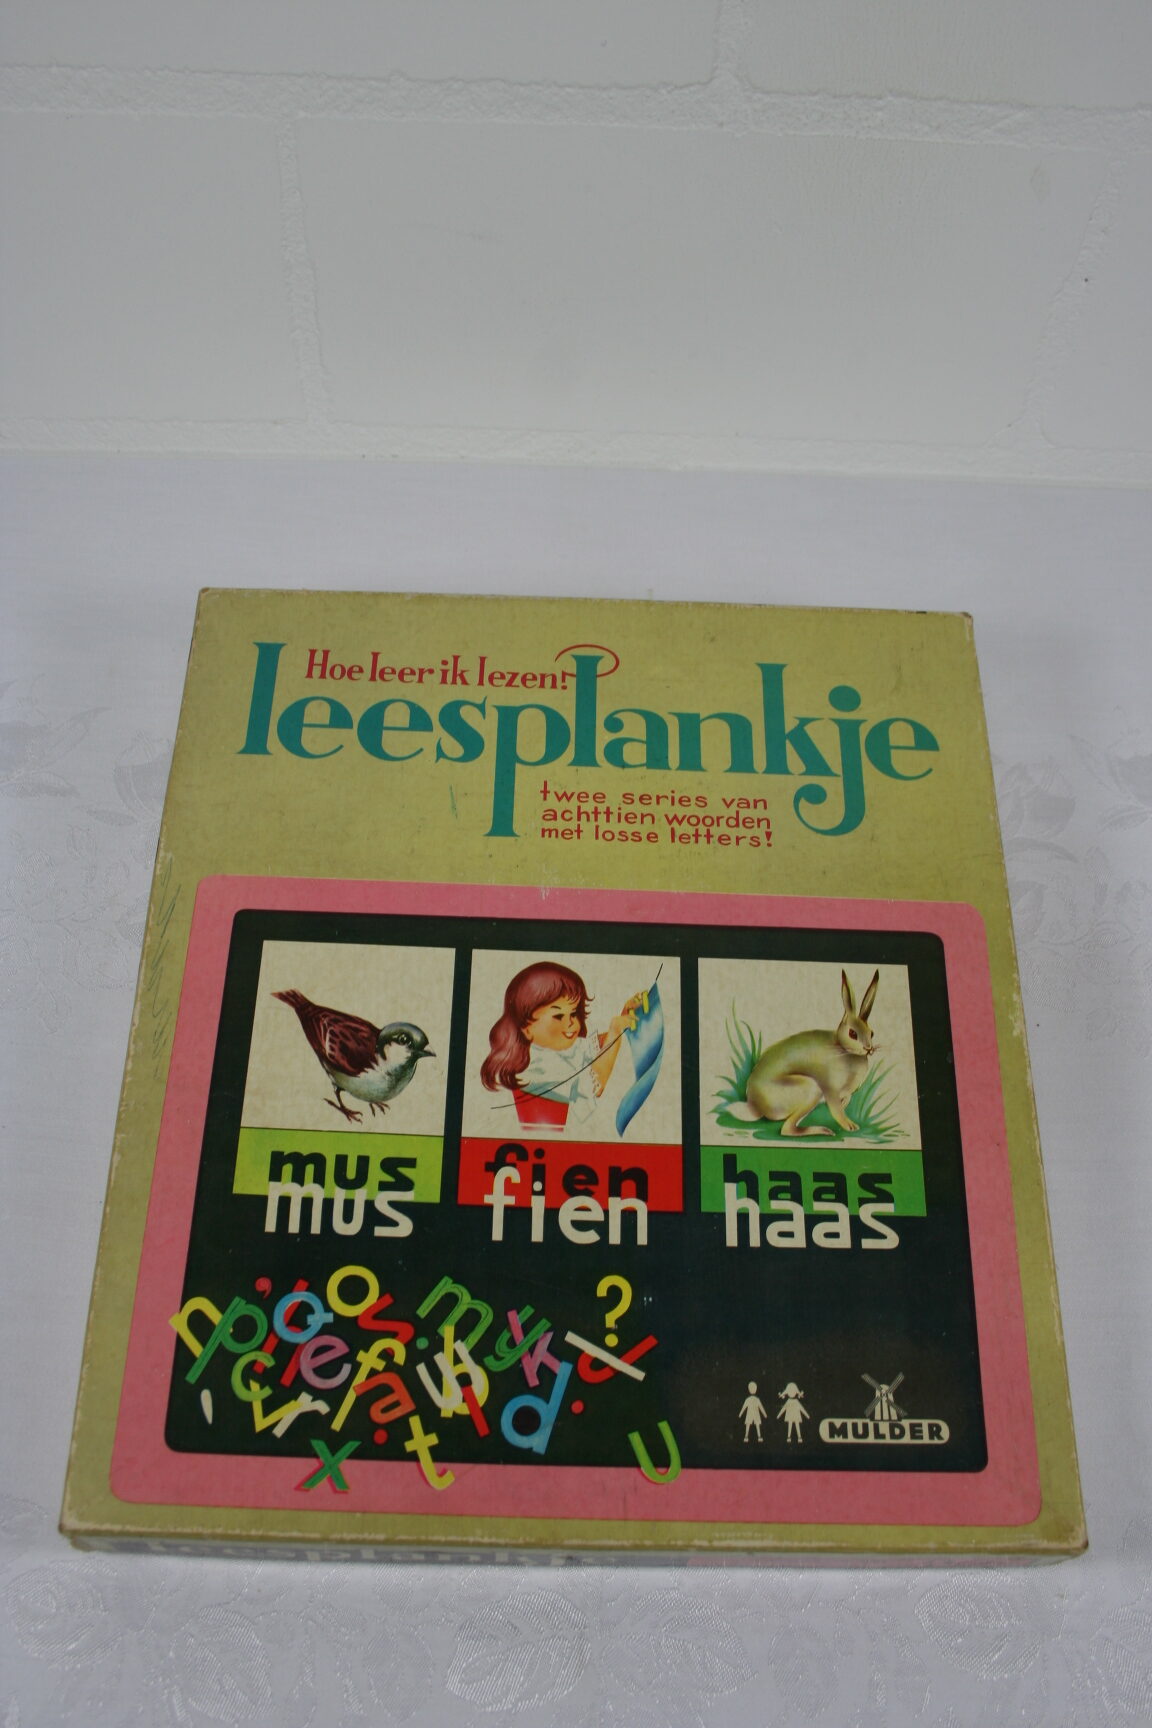 Hoe leer ik lezen?
leesplankje
twee series van
achttien woorden
met losse letters!
mus fien haas
mus fien haas
MULDER
leesplankje